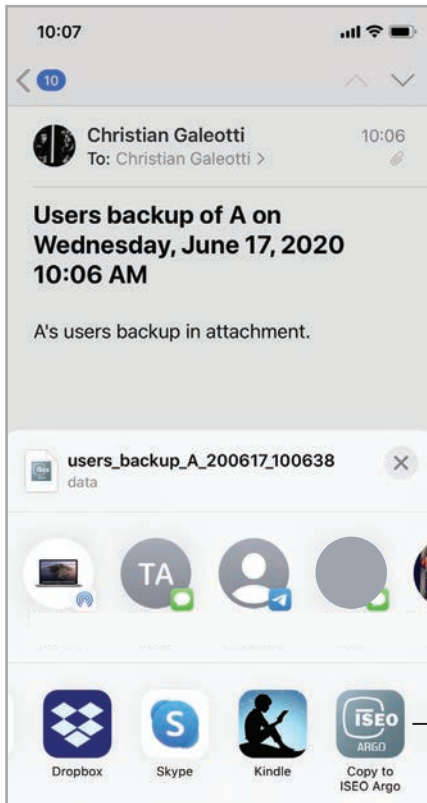 10:07
10
Christian Galeotti
10:06
To: Christian Galeotti >
Users backup of A on
Wednesday, June 17, 2020
10:06 AM
A's users backup in attachment.
users_backup_A_200617_100638
data
TA
ISEO
ARGO
Dropbox
Skype
Kindle
Copy to
ISEO Argo